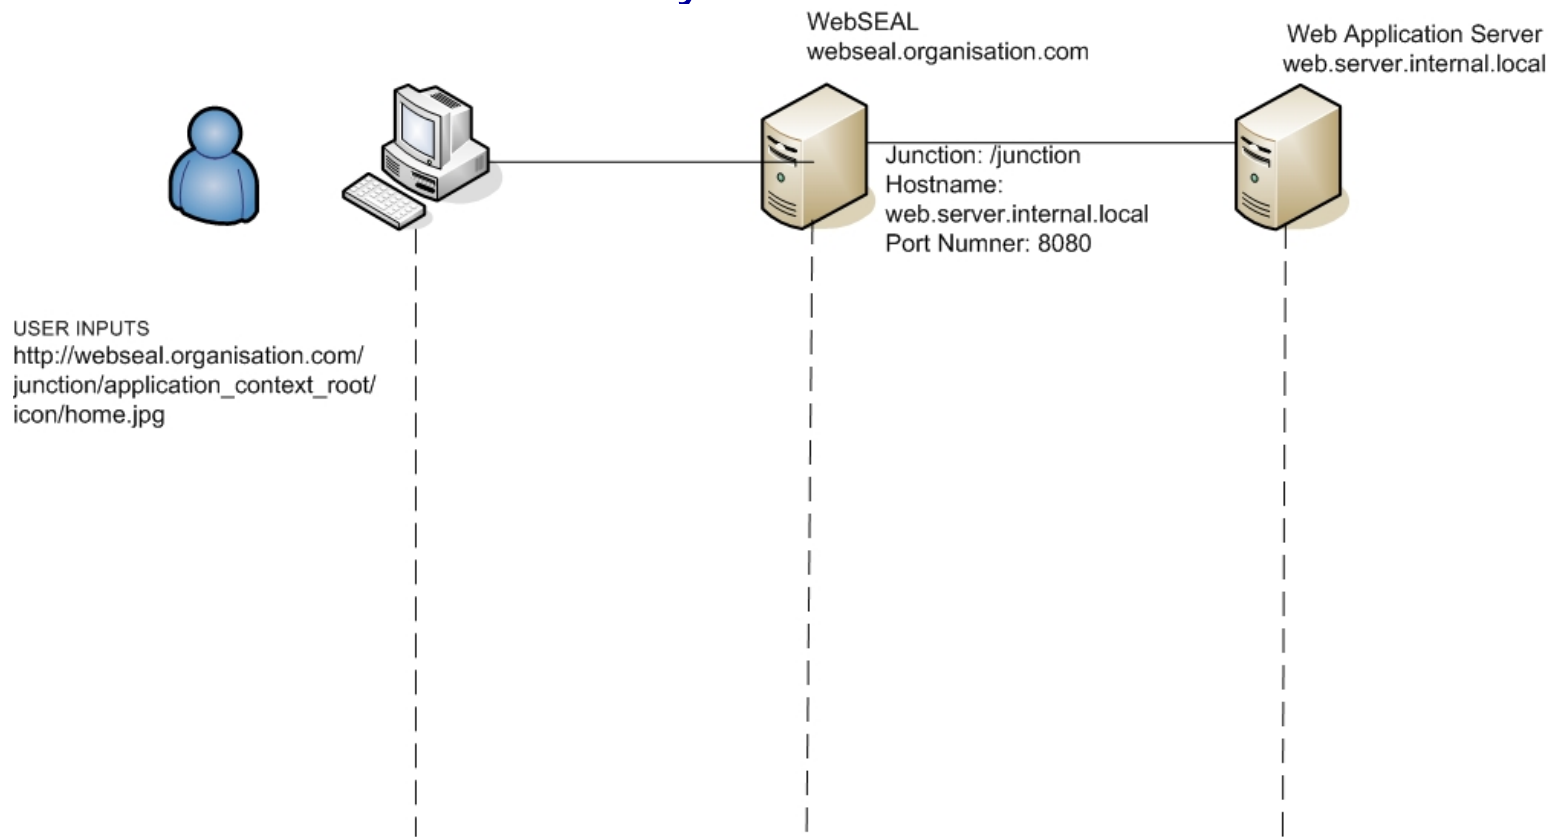 WebSEAL
webseal.organisation.com
Web Application Server
web.server.internal.local
Junction: /junction
Hostname:
web.server.internal.local
Port Numner: 8080
USER INPUTS
http://webseal.organisation.com/
junction/application_context_root/
icon/home.jpg